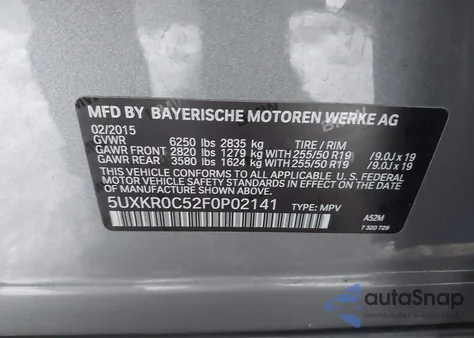 MFD BY BAYERISCHE MOTOREN WERKE AG
02/2015
GVWR 6250 lbs 2835 kg TIRE / RIM
GAWR FRONT 2820 lbs 1279 kg WITH 255/50 R19 /9.0J x 19
GAWR REAR 3580 lbs 1624 kg WITH 255/50 R19 /9.0J x 19
THIS VEHICLE CONFORMS TO ALL APPLICABLE U.S. FEDERAL
MOTOR VEHICLE SAFETY STANDARDS IN EFFECT ON THE DATE
OF MANUFACTURE SHOWN ABOVE.
5UXKR0C52F0P02141 TYPE: MPV A52M
7 320 729
autoSnap